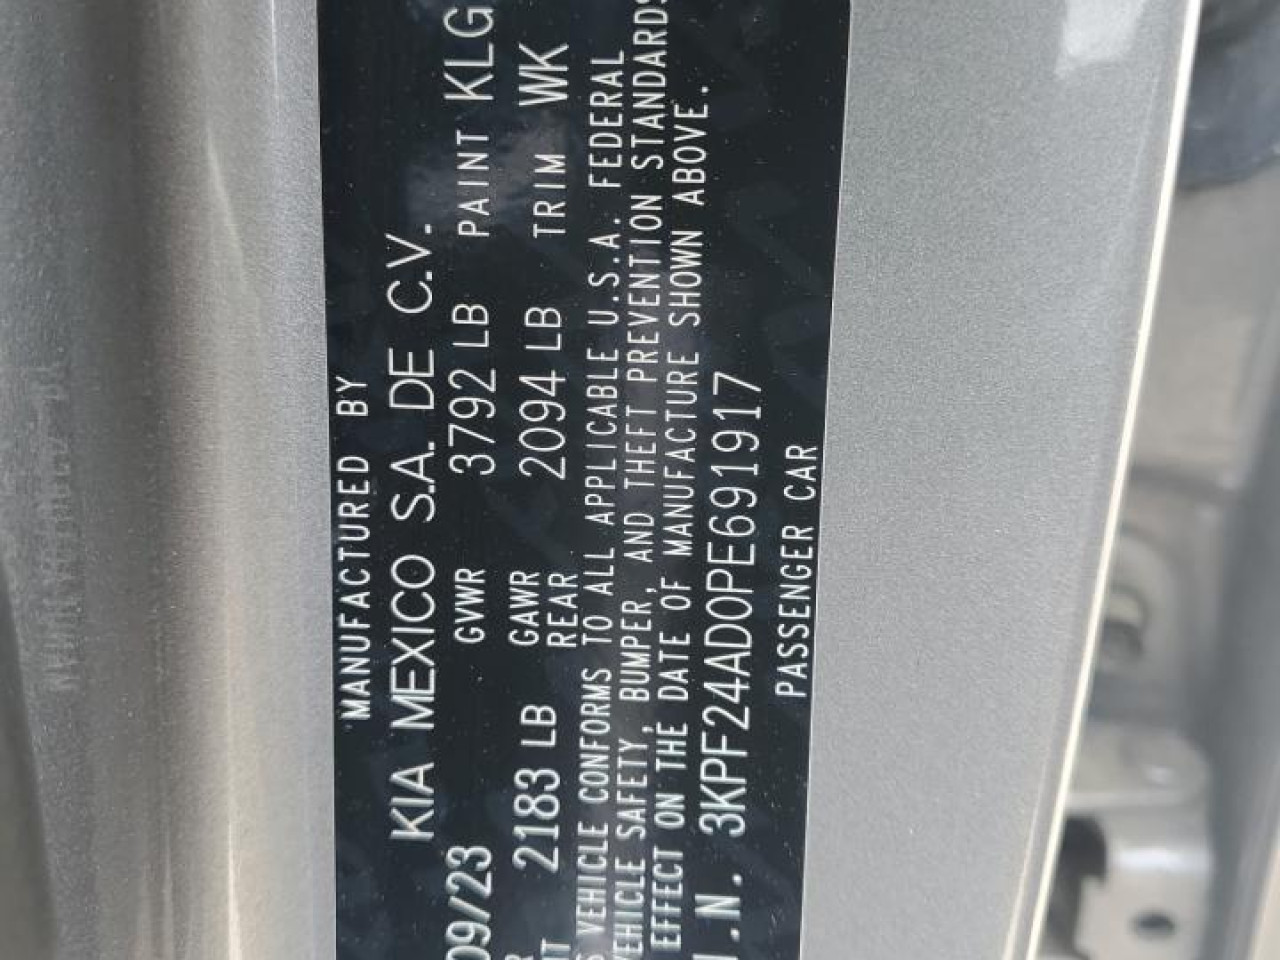 MANUFACTURED BY
KIA MEXICO S.A. DE C.V.
09/23 GVWR 3792 LB PAINT KLG
2183 LB GAWR REAR 2094 LB TRIM WK
VEHICLE CONFORMS TO ALL APPLICABLE U.S.A. FEDERAL
VEHICLE SAFETY, BUMPER, AND THEFT PREVENTION STANDARDS
EFFECT ON THE DATE OF MANUFACTURE SHOWN ABOVE.
.N. 3KPF24AD0PE691917
PASSENGER CAR